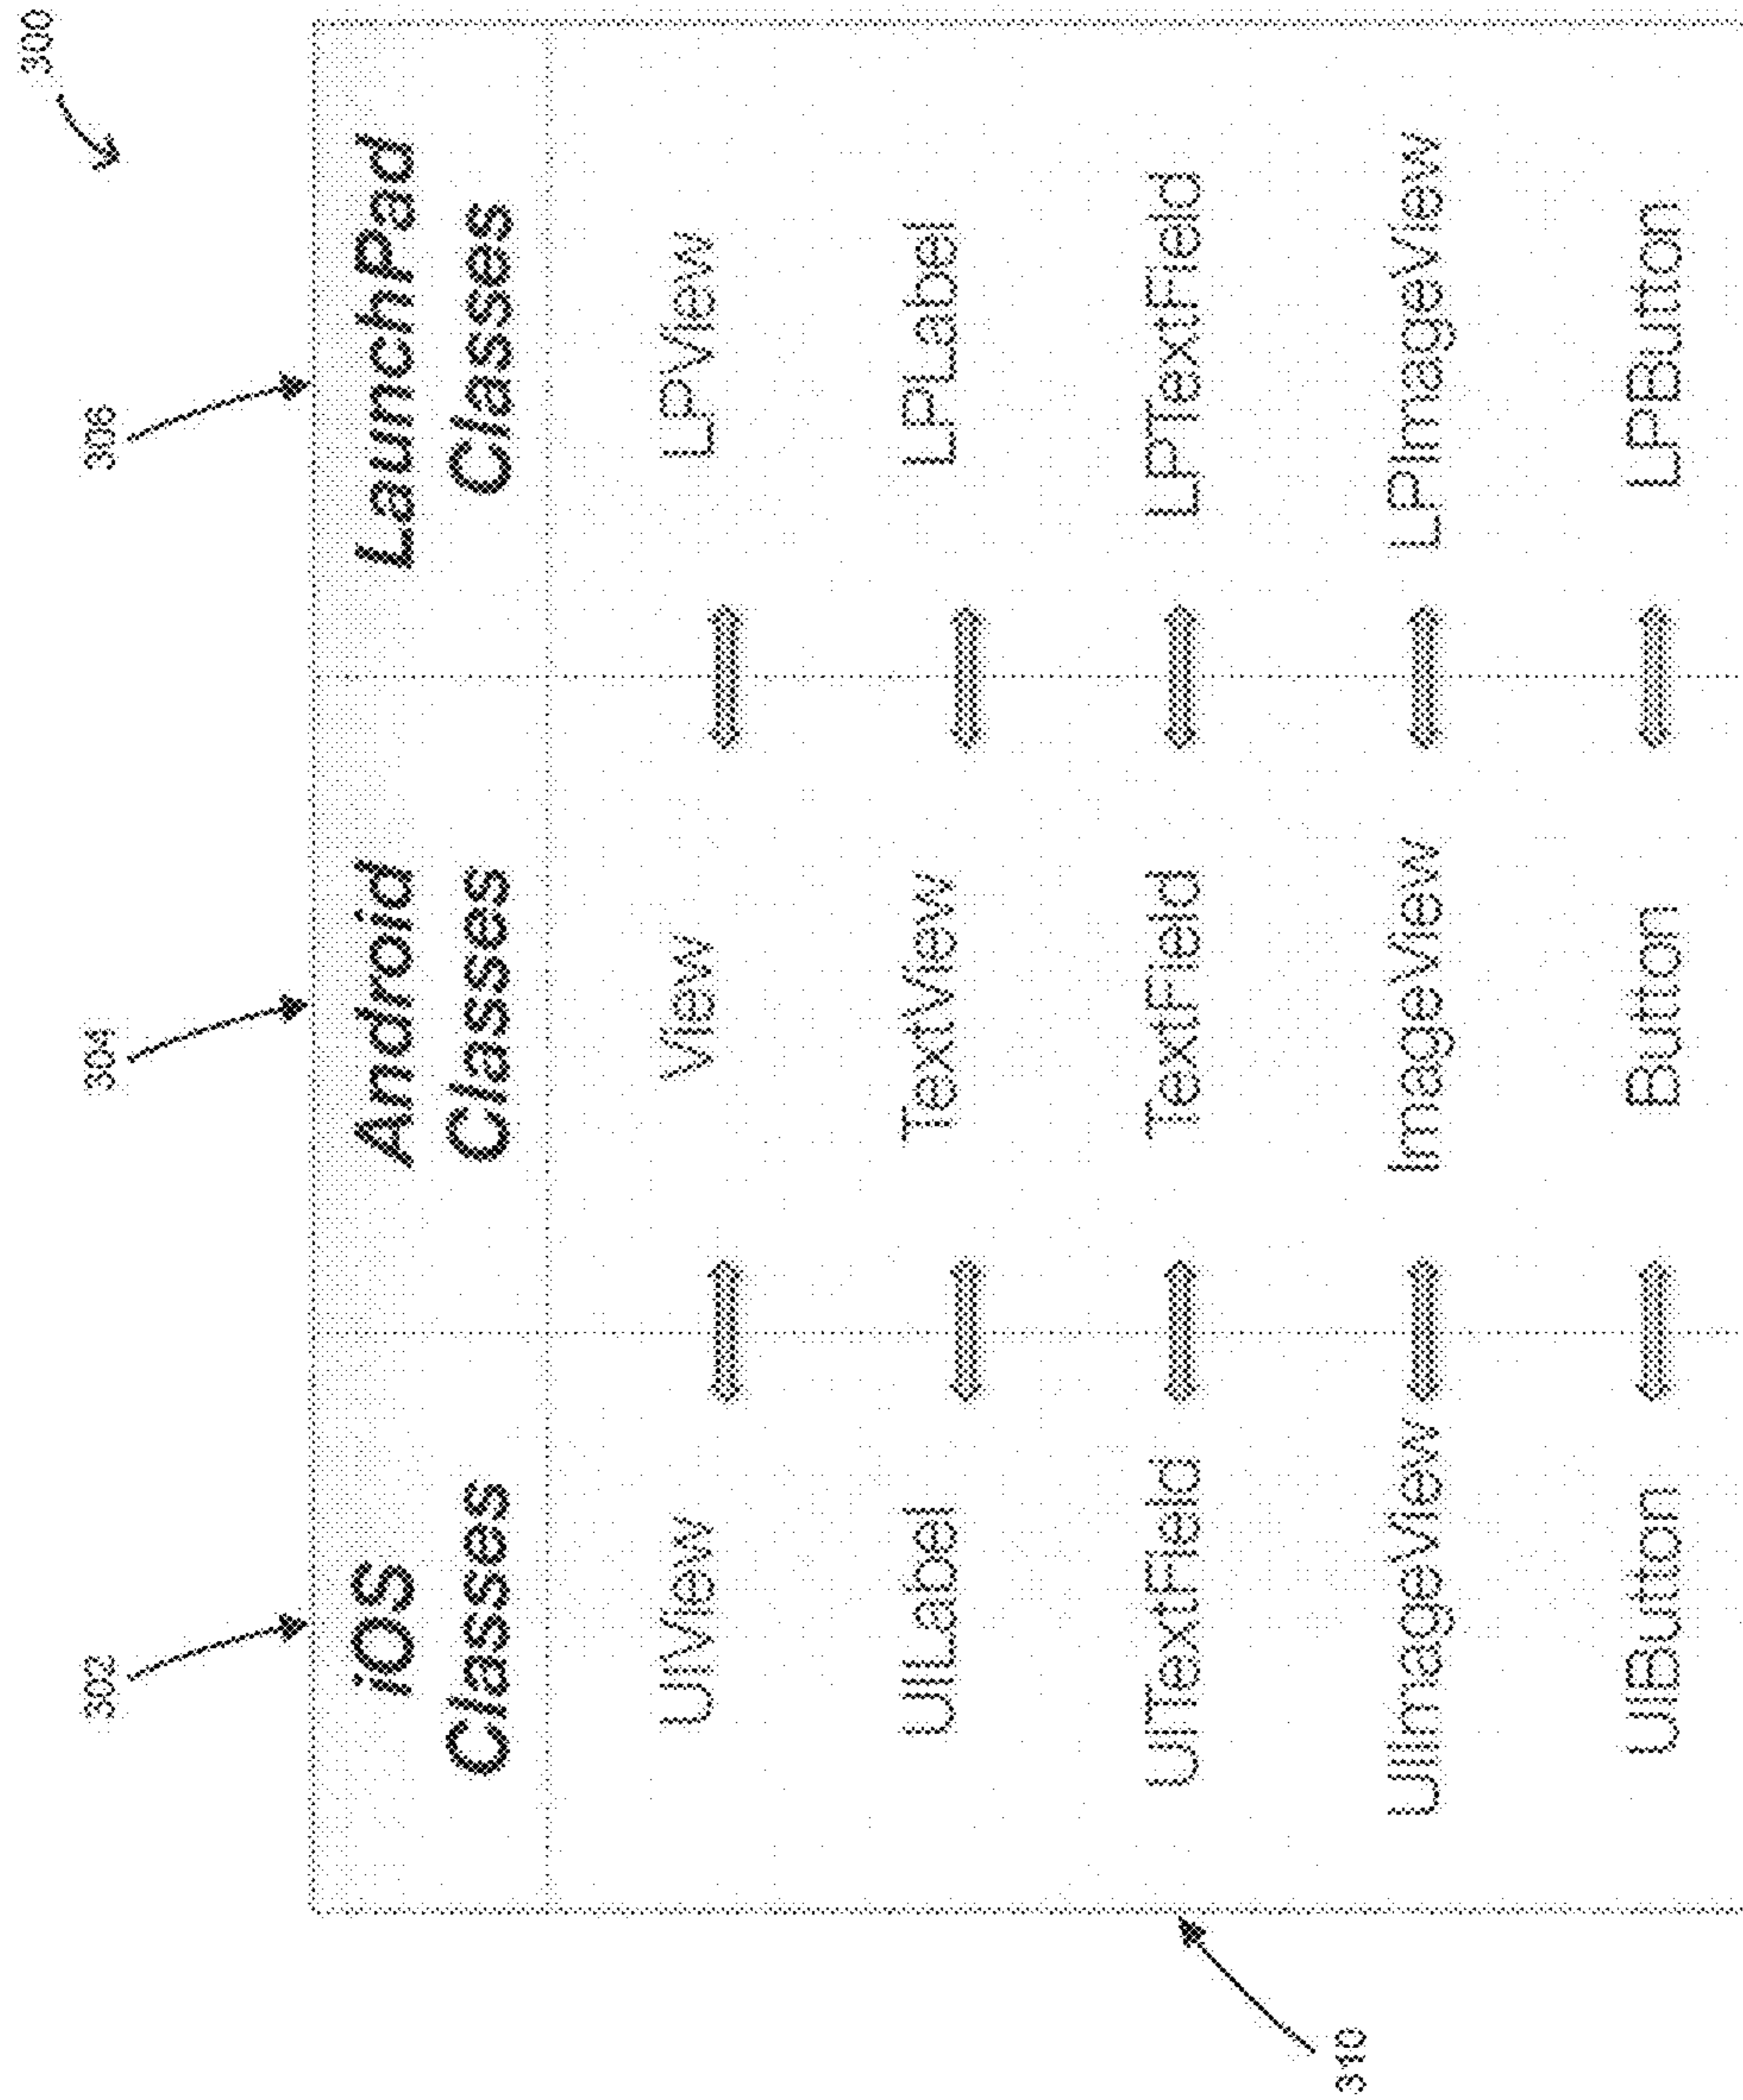 300
302
304
306
iOS
Classes
Android
Classes
LaunchPad
Classes
UIView
View
LPView
UILabel
TextView
LPLabel
310
UITextField
TextField
LPTextField
UIImageView
ImageView
LPImageView
UIButton
Button
LPButton